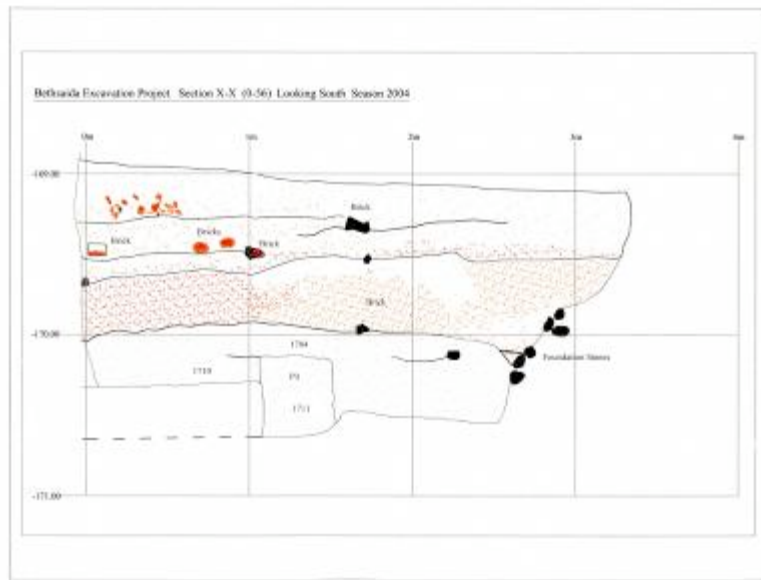 Bethsaida Excavation Project Section X-X (0-56) Looking South Season 2004
0m 1m 2m 3m 4m
-169.00
Brick
Brick Bricks Brick
Brick
-170.00
1704
Foundation Stones
1710 Pit
1711
-171.00